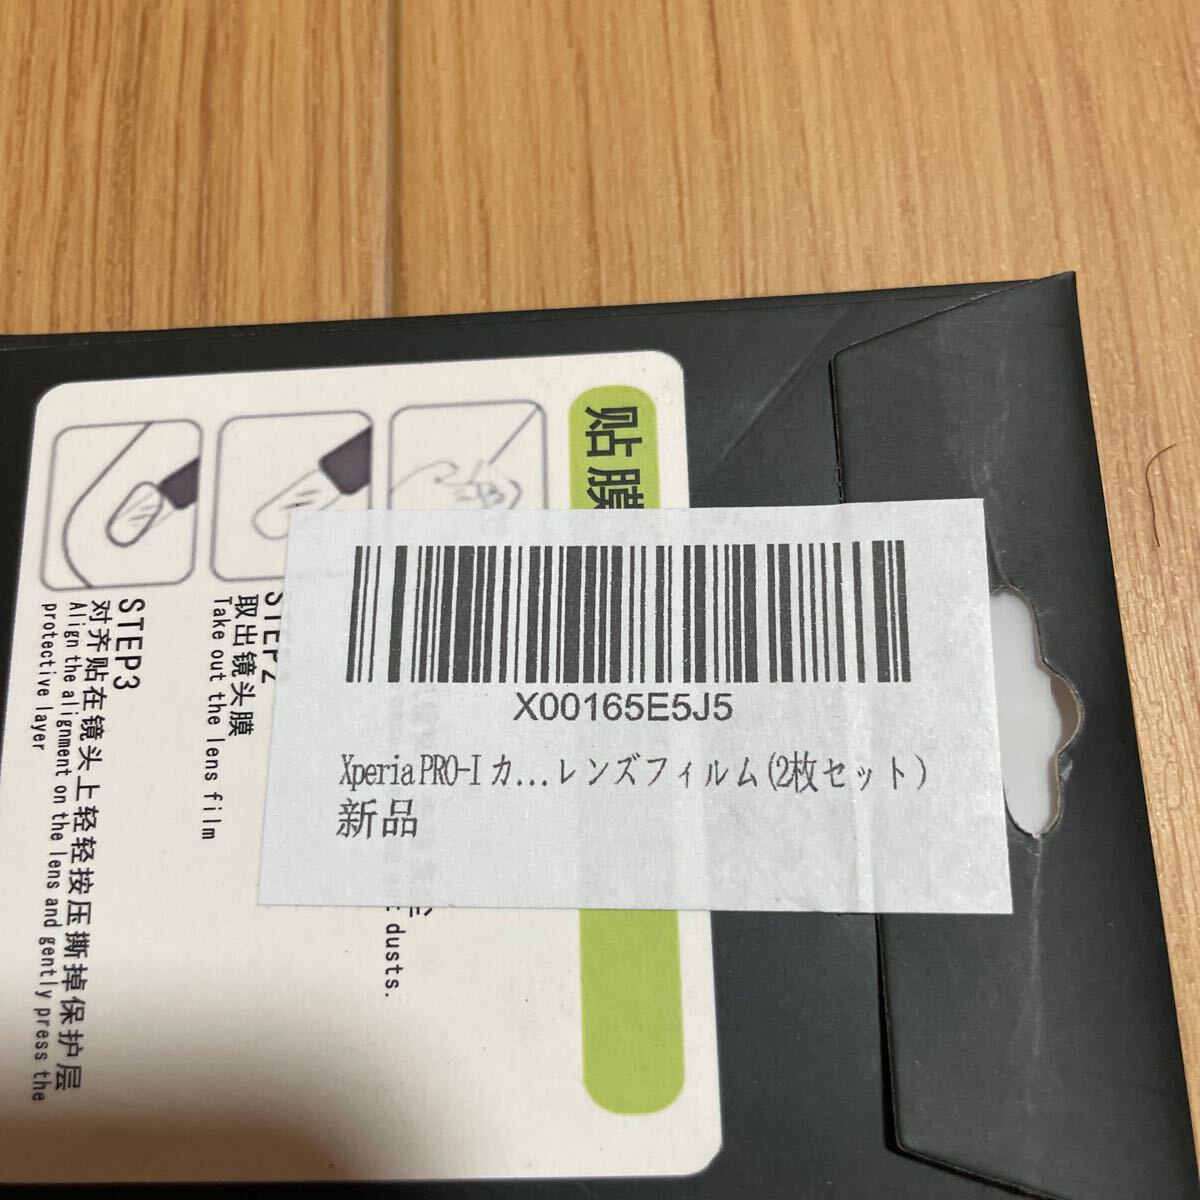 X00165E5J5
Xperia PRO-I カ...レンズフィルム(2枚セット)
新品
贴膜
dusts.
STEP2
取出镜头膜
Take out the lens film
STEP3
对齐贴在镜头上轻轻按压撕掉保护层
Align the alignment on the lens and gently press the
protective layer